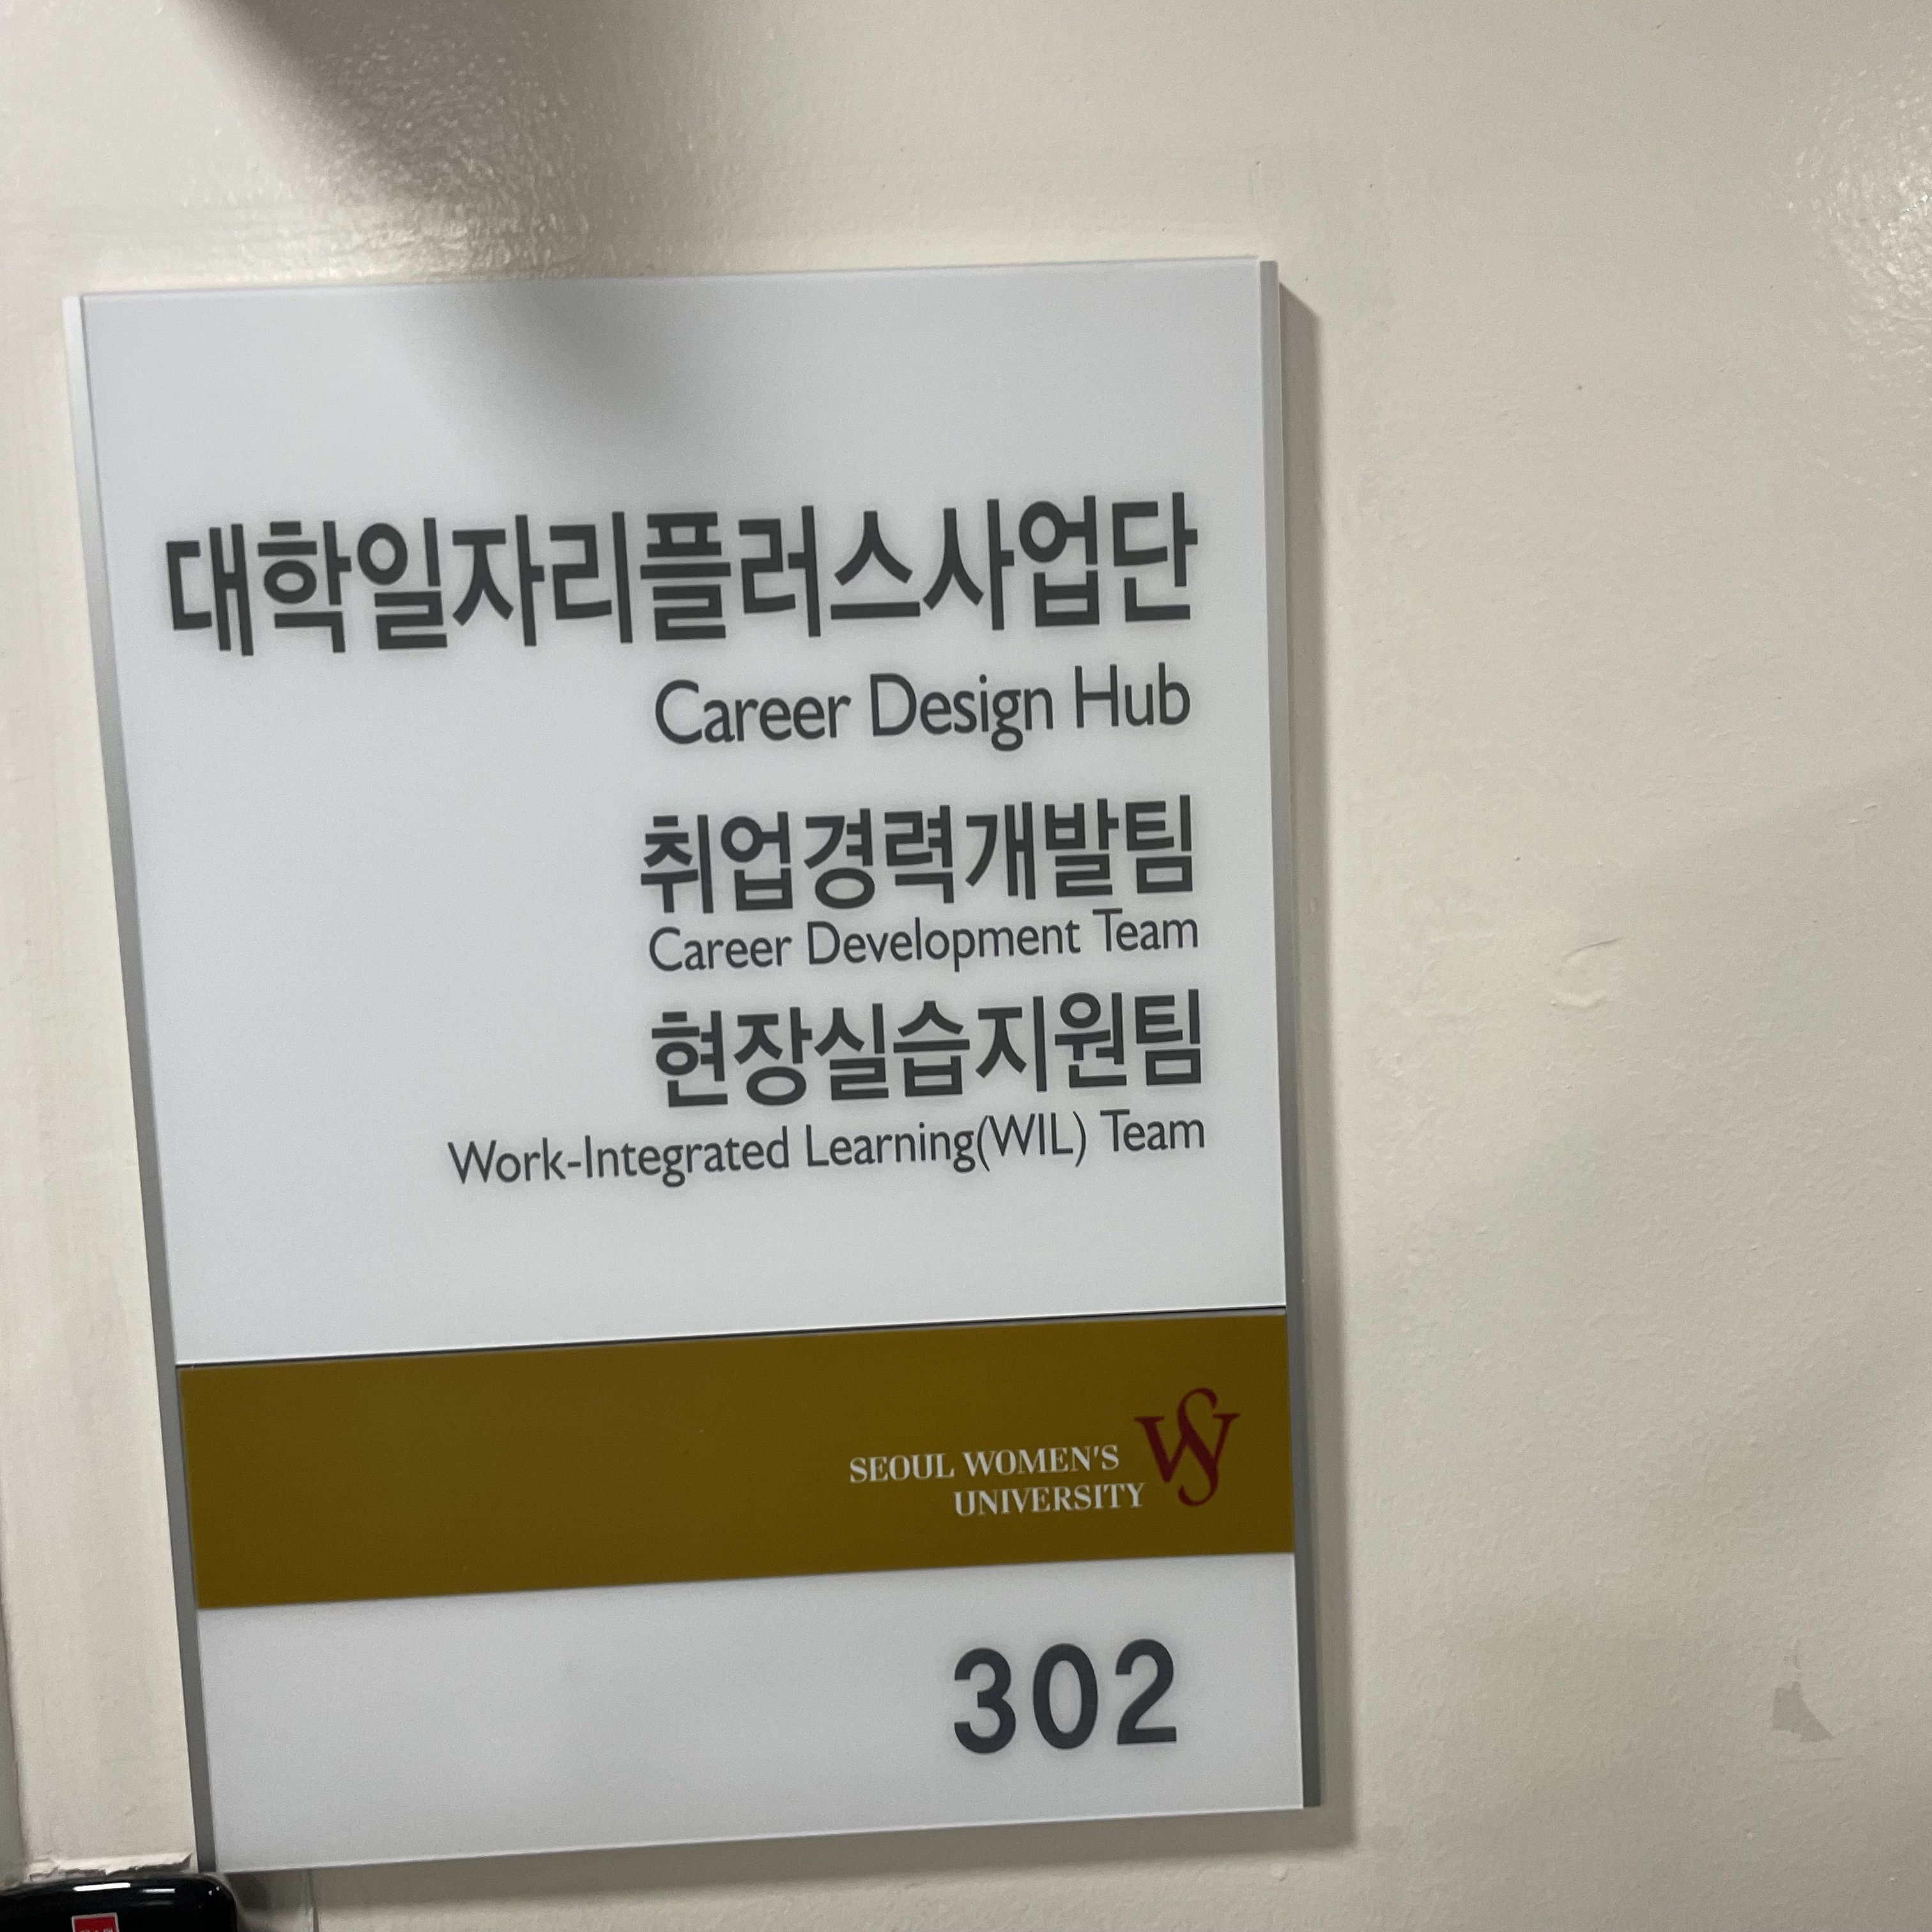 대학일자리플러스사업단
Career Design Hub
취업경력개발팀
Career Development Team
현장실습지원팀
Work-Integrated Learning(WIL) Team
SEOUL WOMEN'S
UNIVERSITY
302